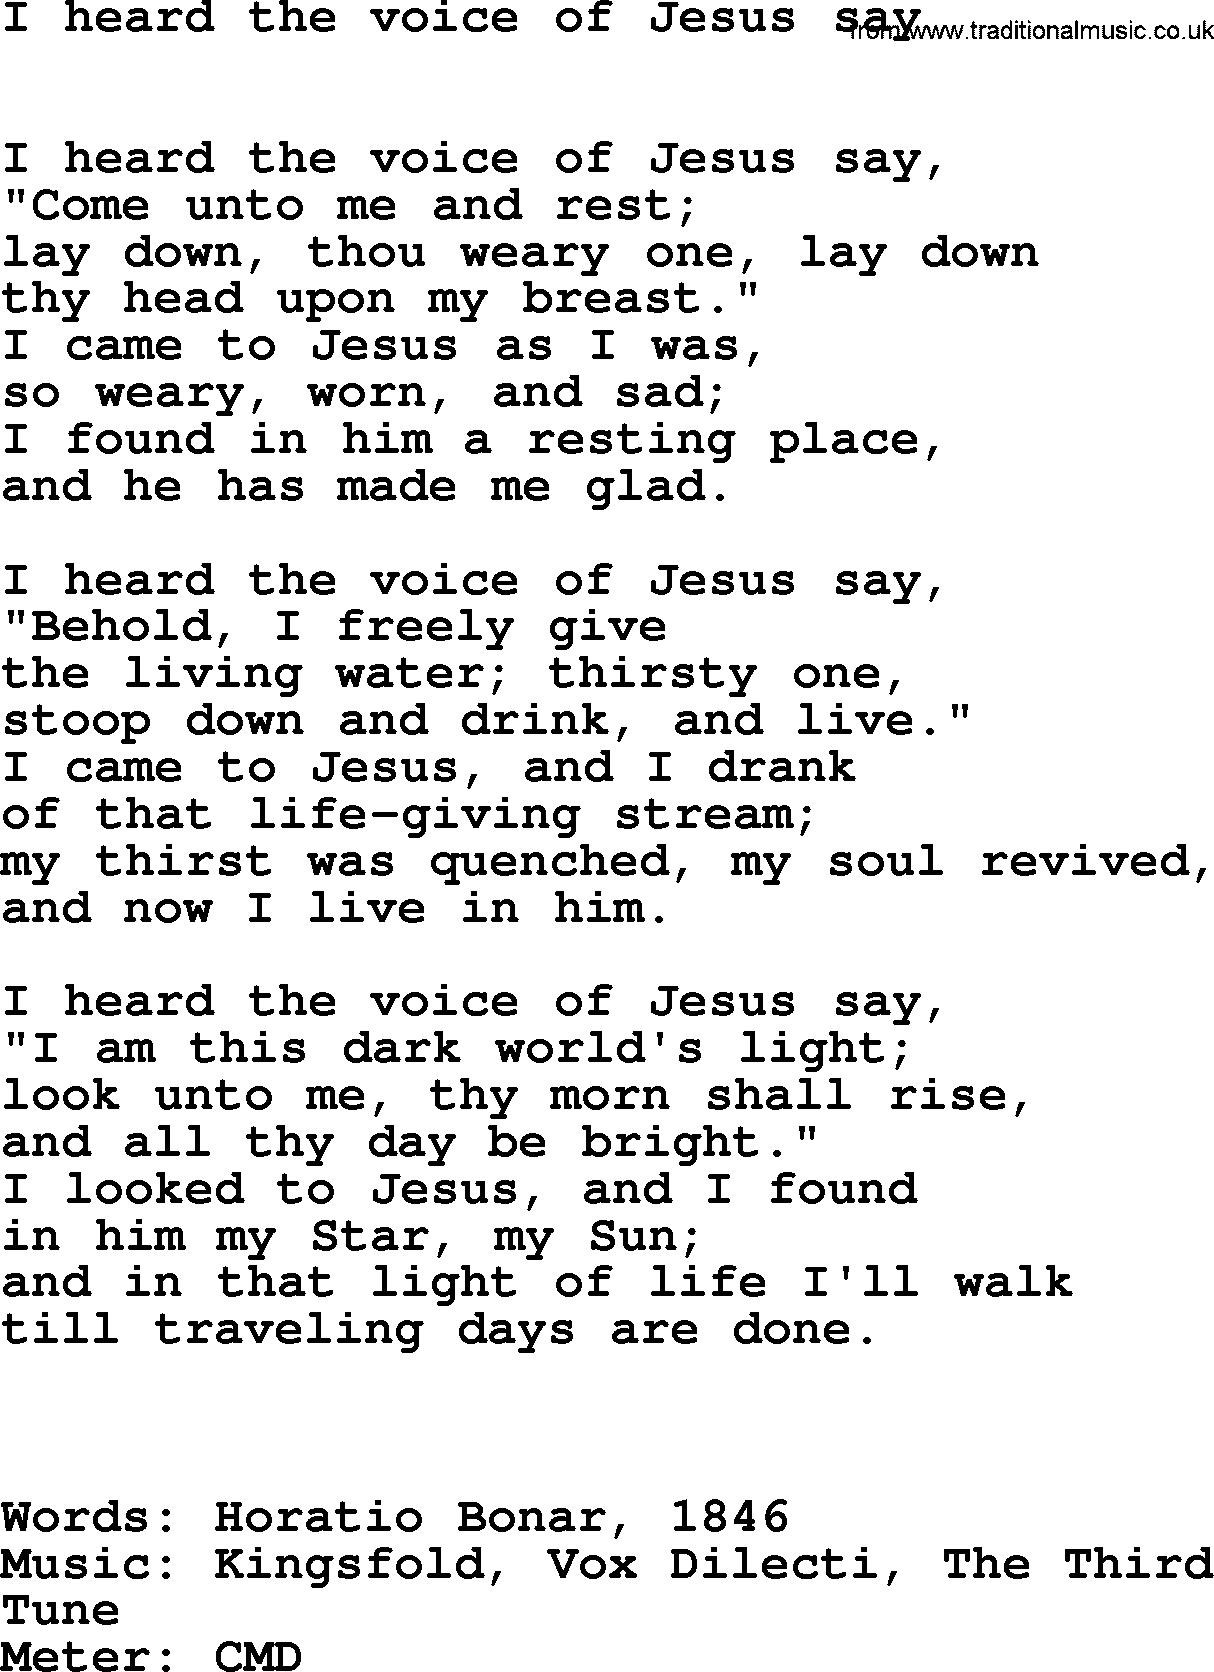 I heard the voice of Jesus say
from www.traditionalmusic.co.uk
I heard the voice of Jesus say,
"Come unto me and rest;
lay down, thou weary one, lay down
thy head upon my breast."
I came to Jesus as I was,
so weary, worn, and sad;
I found in him a resting place,
and he has made me glad.
I heard the voice of Jesus say,
"Behold, I freely give
the living water; thirsty one,
stoop down and drink, and live."
I came to Jesus, and I drank
of that life-giving stream;
my thirst was quenched, my soul revived,
and now I live in him.
I heard the voice of Jesus say,
"I am this dark world's light;
look unto me, thy morn shall rise,
and all thy day be bright."
I looked to Jesus, and I found
in him my Star, my Sun;
and in that light of life I'll walk
till traveling days are done.
Words: Horatio Bonar, 1846
Music: Kingsfold, Vox Dilecti, The Third
Tune
Meter: CMD